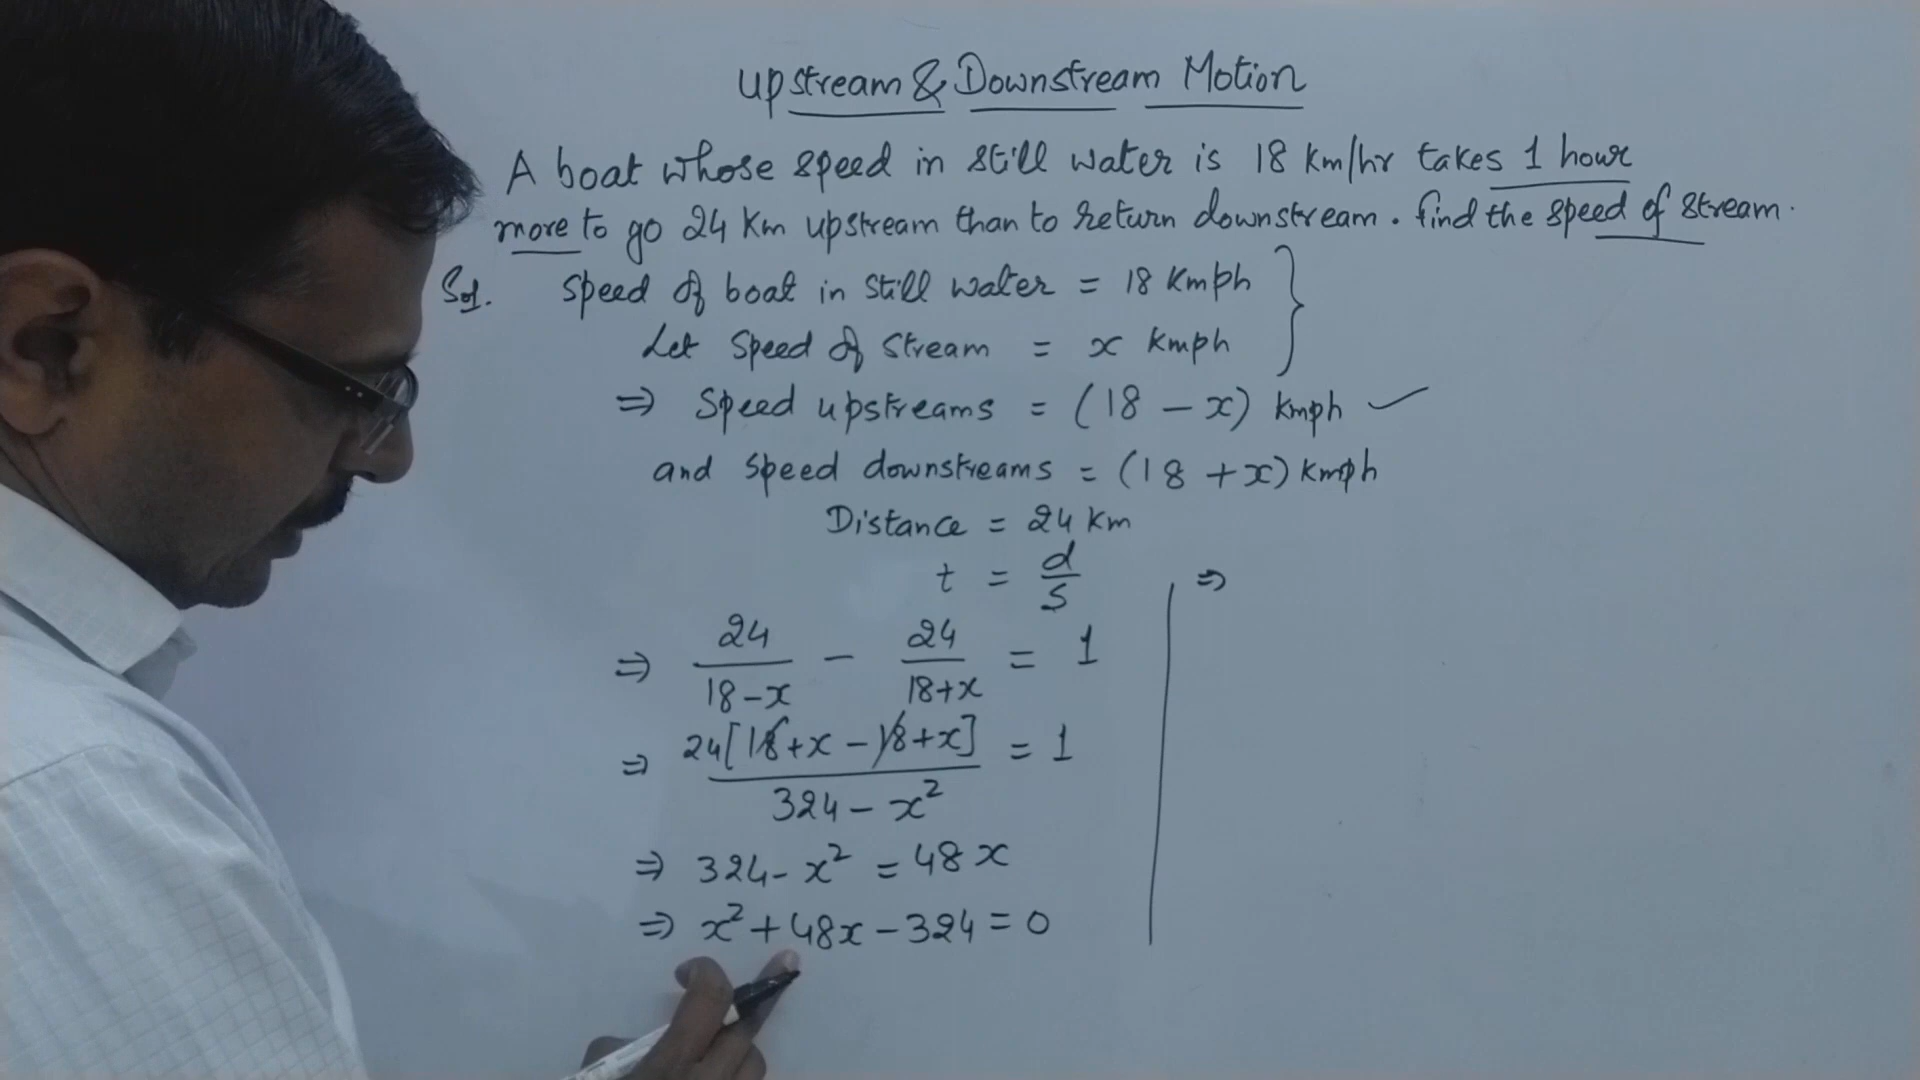 Upstream & Downstream Motion
A boat whose speed in still water is 18 Km/hr takes 1 hour
more to go 24 Km upstream than to return downstream. find the speed of stream.
Sol. Speed of boat in still water = 18 Kmph
Let speed of stream = x kmph
⇒ Speed upstreams = (18 - x) kmph ✓
and speed downstreams = (18 + x) kmph
Distance = 24 km
t = d/s
⇒
⇒ 24/(18-x) - 24/(18+x) = 1
⇒ 24[18+x-18+x]/(324-x²) = 1
⇒ 324-x² = 48x
⇒ x²+48x-324=0